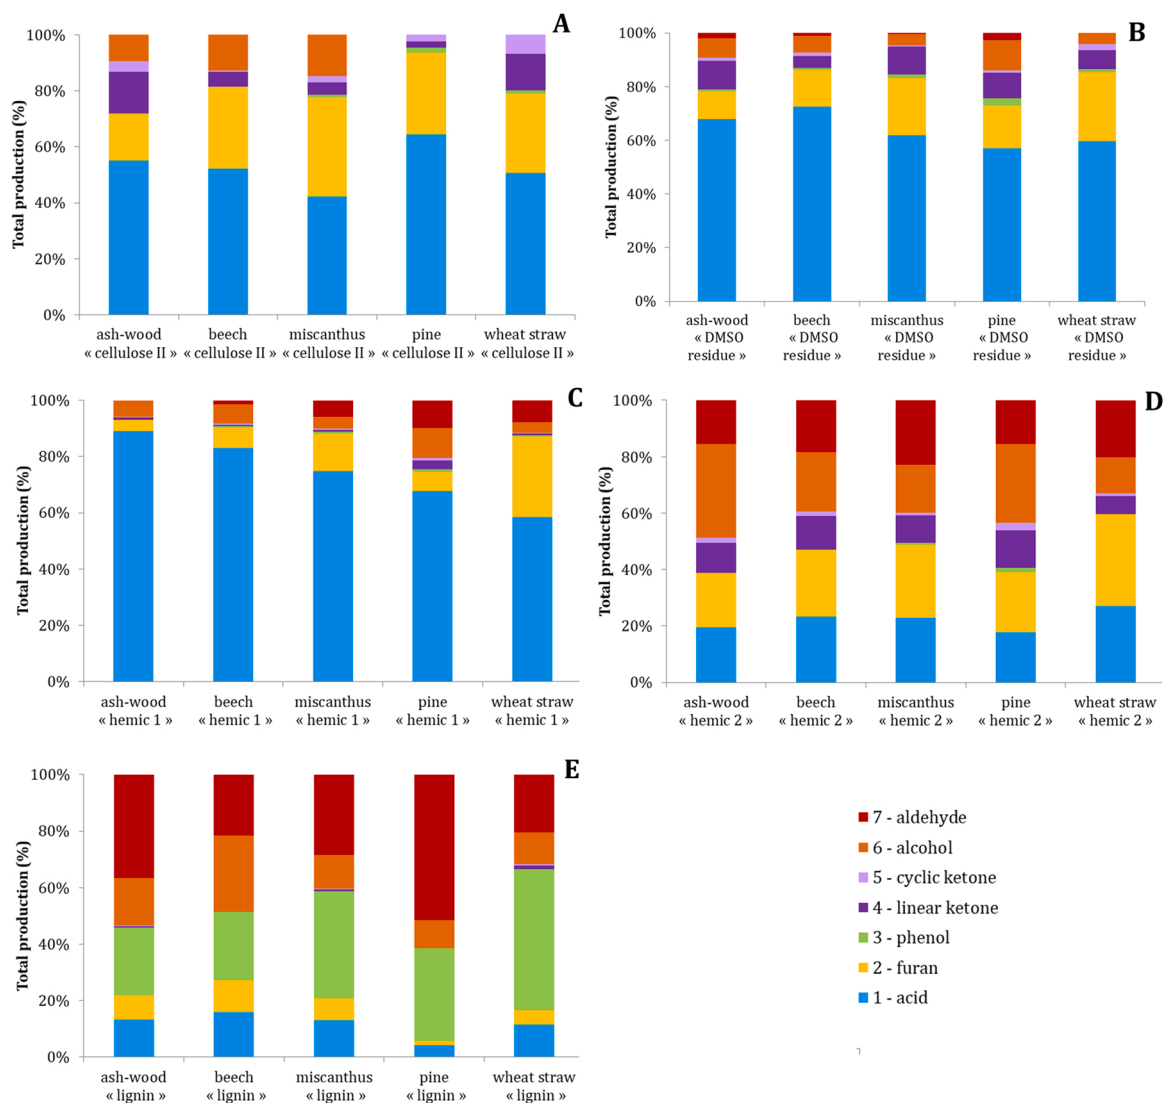 A
Total production (%)
100%
80%
60%
40%
20%
0%
ash-wood beech miscanthus pine wheat straw
« cellulose II » « cellulose II » « cellulose II » « cellulose II » « cellulose II »
B
Total production (%)
100%
80%
60%
40%
20%
0%
ash-wood beech miscanthus pine wheat straw
« DMSO « DMSO « DMSO « DMSO « DMSO
residue» residue» residue» residue» residue»
C
Total production (%)
100%
80%
60%
40%
20%
0%
ash-wood beech miscanthus pine wheat straw
« hemic 1 » « hemic 1 » « hemic 1 » « hemic 1 » « hemic 1 »
D
Total production (%)
100%
80%
60%
40%
20%
0%
ash-wood beech miscanthus pine wheat straw
« hemic 2 » « hemic 2 » « hemic 2 » « hemic 2 » « hemic 2 »
E
Total production (%)
100%
80%
60%
40%
20%
0%
ash-wood beech miscanthus pine wheat straw
« lignin » « lignin » « lignin » « lignin » « lignin »
7 - aldehyde
6 - alcohol
5 - cyclic ketone
4 - linear ketone
3 - phenol
2 - furan
1 - acid